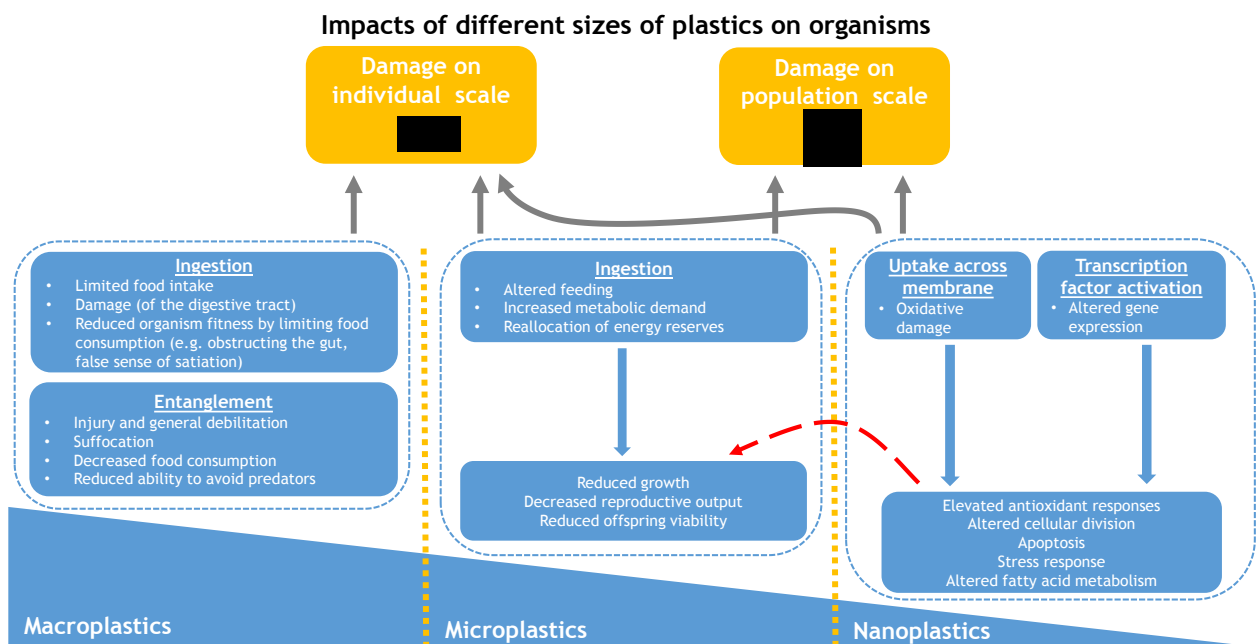 Impacts of different sizes of plastics on organisms
Damage on
individual scale
Damage on
population scale
Ingestion
• Limited food intake
• Damage (of the digestive tract)
• Reduced organism fitness by limiting food
consumption (e.g. obstructing the gut,
false sense of satiation)
Entanglement
• Injury and general debilitation
• Suffocation
• Decreased food consumption
• Reduced ability to avoid predators
Ingestion
• Altered feeding
• Increased metabolic demand
• Reallocation of energy reserves
Reduced growth
Decreased reproductive output
Reduced offspring viability
Uptake across
membrane
• Oxidative
damage
Transcription
factor activation
• Altered gene
expression
Elevated antioxidant responses
Altered cellular division
Apoptosis
Stress response
Altered fatty acid metabolism
Macroplastics
Microplastics
Nanoplastics